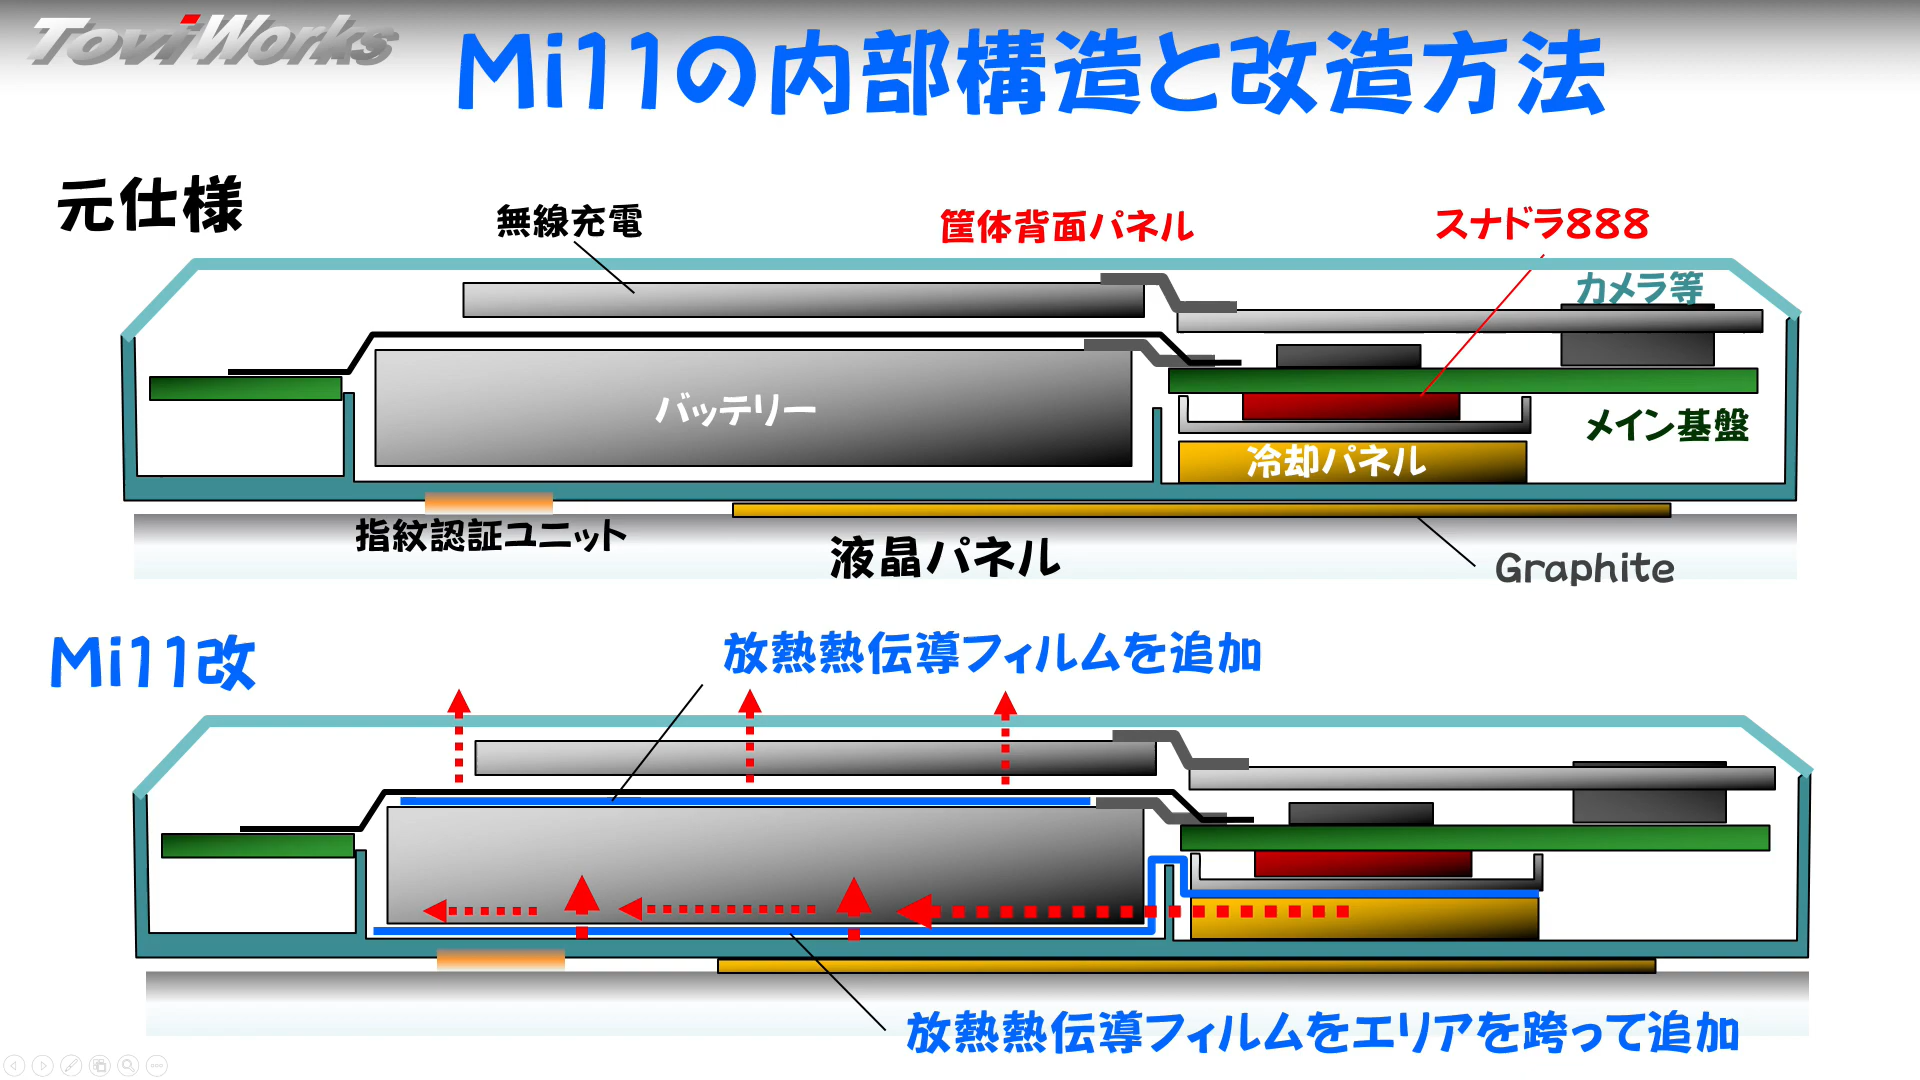 ToviWorks
Mi11の内部構造と改造方法
元仕様
無線充電
筐体背面パネル
スナドラ888
カメラ等
バッテリー
メイン基盤
冷却パネル
指紋認証ユニット
液晶パネル
Graphite
Mi11改
放熱熱伝導フィルムを追加
放熱熱伝導フィルムをエリアを跨って追加